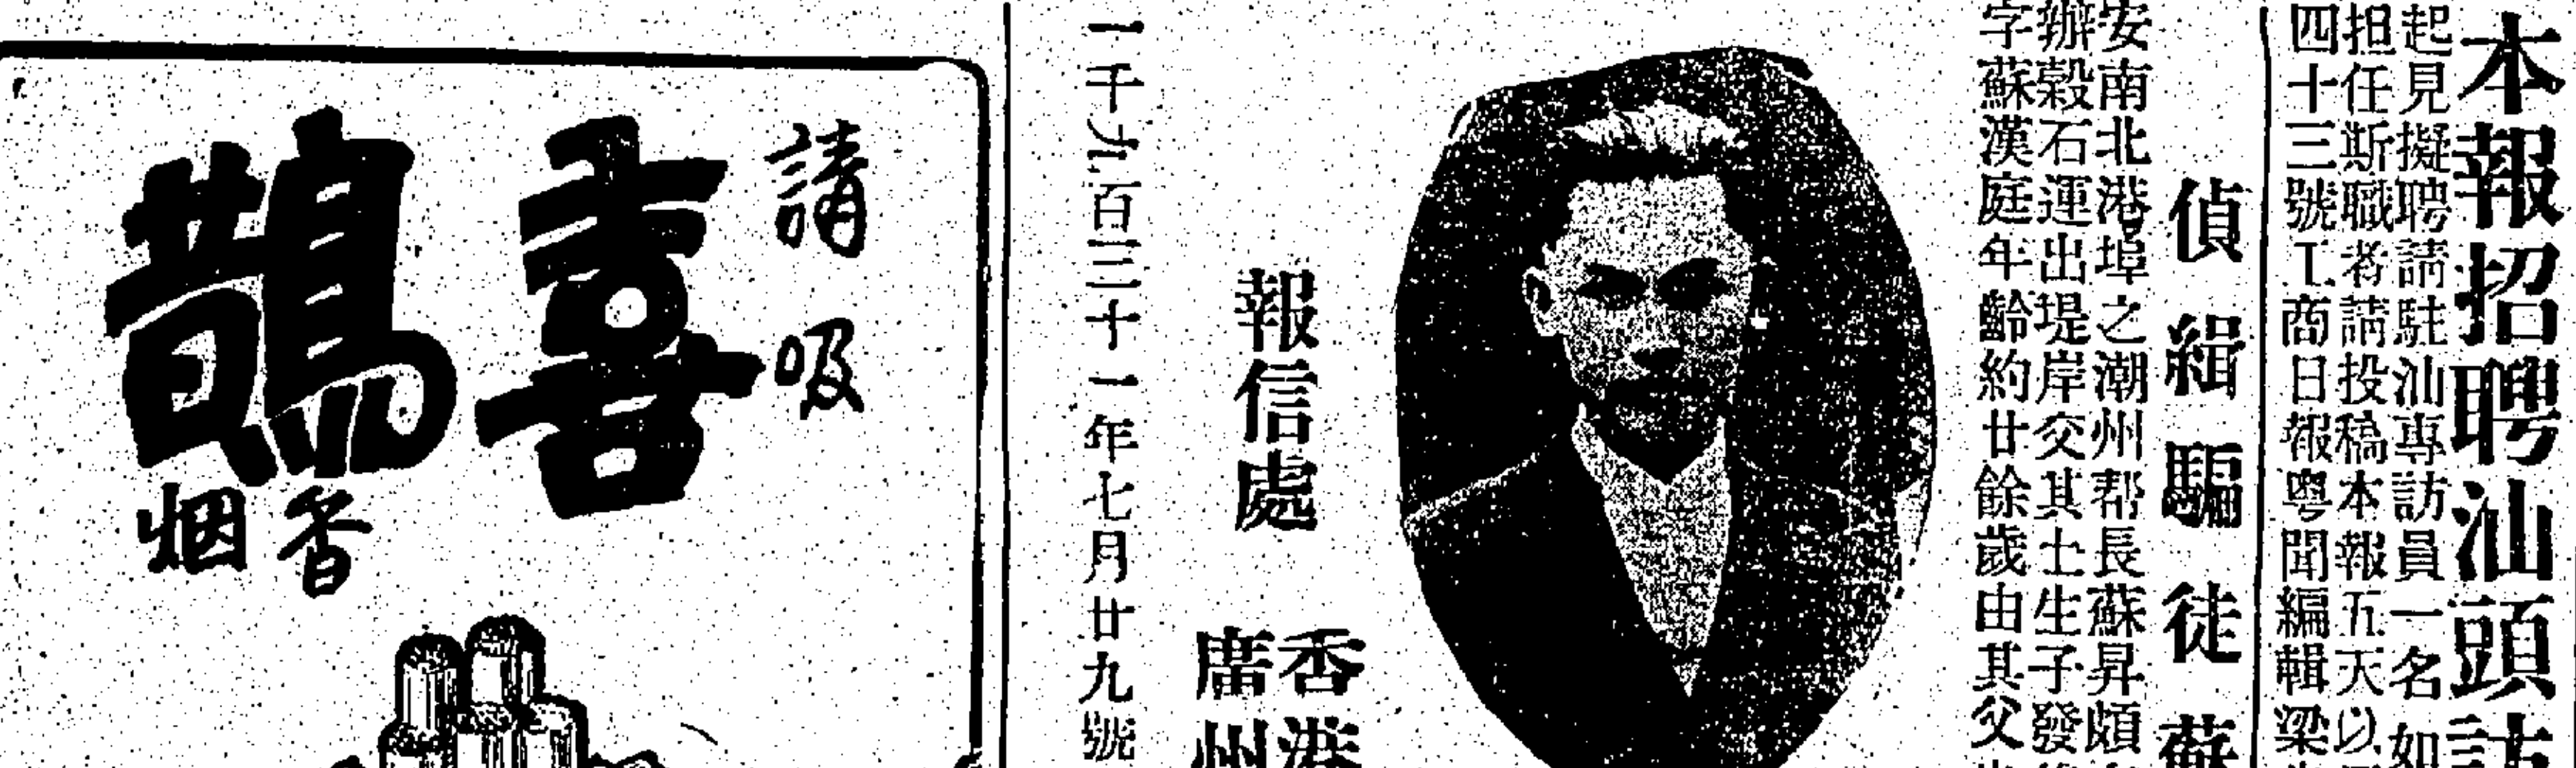 本報招聘汕頭訪
起見擬聘請駐汕專訪員一名如
担任斯職者請投稿本報五天以
四十三號工商日報粵聞編輯梁
偵緝騙徒蘇
安南北港埠之潮州帮長蘇昇頗
辦穀石運出堤岸交其士生子發
字蘇漢庭年齡約廿餘歲由其父
報信處
香港
廣州
一千九百三十一年七月廿九號
請吸
喜鵲
香烟